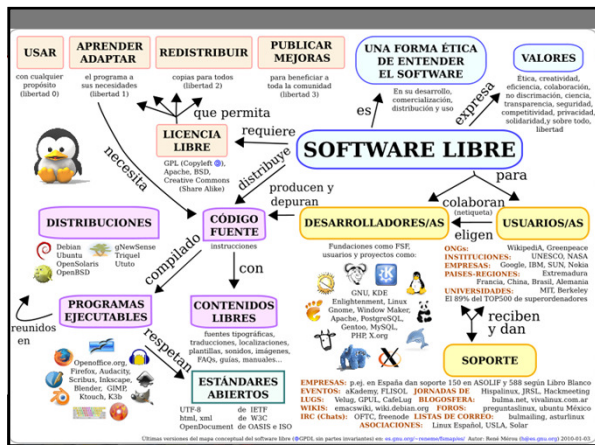 USAR
con cualquier
propósito
(libertad 0)
APRENDER
ADAPTAR
el programa a
sus necesidades
(libertad 1)
REDISTRIBUIR
copias para todos
(libertad 2)
PUBLICAR
MEJORAS
para beneficiar a
toda la comunidad
(libertad 3)
UNA FORMA ÉTICA
DE ENTENDER
EL SOFTWARE
En su desarrollo,
comercialización,
distribución y uso
VALORES
Ética, creatividad,
eficiencia, colaboración,
no discriminación, ciencia,
transparencia, seguridad,
competitividad, privacidad,
solidaridad,y sobre todo,
libertad
que permita
es
expresa
LICENCIA
LIBRE
GPL (Copyleft),
Apache, BSD,
Creative Commons
(Share Alike)
requiere
SOFTWARE LIBRE
necesita
distribuye
para
producen y
depuran
colaboran
(netiqueta)
eligen
DISTRIBUCIONES
Debian
Ubuntu
OpenSolaris
OpenBSD
gNewSense
Triquel
Ututo
CÓDIGO
FUENTE
instrucciones
DESARROLLADORES/AS
Fundaciones como FSF,
usuarios y proyectos como:
GNU, KDE
Enlightenment, Linux
Gnome, Window Maker,
Apache, PostgreSQL,
Gentoo, MySQL,
PHP, X.org
USUARIOS/AS
ONGs: WikipediA, Greenpeace
INSTITUCIONES: UNESCO, NASA
EMPRESAS: Google, IBM, SUN, Nokia
PAISES-REGIONES: Extremadura
Francia, China, Brasil, Alemania
UNIVERSIDADES: MIT, Berkeley
El 89% del TOP500 de superordenadores
compilado
con
reunidos
en
PROGRAMAS
EJECUTABLES
Openoffice.org,
Firefox, Audacity,
Scribus, Inkscape,
Blender, GIMP,
Ktouch, K3b
CONTENIDOS
LIBRES
fuentes tipográficas,
traducciones, localizaciones,
plantillas, sonidos, imágenes,
FAQs, guías, manuales...
respetan
reciben
y dan
SOPORTE
ESTÁNDARES
ABIERTOS
UTF-8 de IETF
html, xml de W3C
OpenDocument de OASIS e ISO
EMPRESAS: p.ej. en España dan soporte 150 en ASOLIF y 588 según Libro Blanco
EVENTOS: aKademy, FLISOL JORNADAS DE Hispalinux, JRSL, Hackmeeting
LUGS: Velug, GPUL, CafeLug BLOGOSFERA: bulma.net, vivalinux.com.ar
WIKIS: emacswiki, wiki.debian.org FOROS: preguntaslinux, ubuntu México
IRC (Chats): OFTC, freenode LISTAS DE CORREO: bulmailing, asturlinux
ASOCIACIONES: Linux Español, USLA, Solar